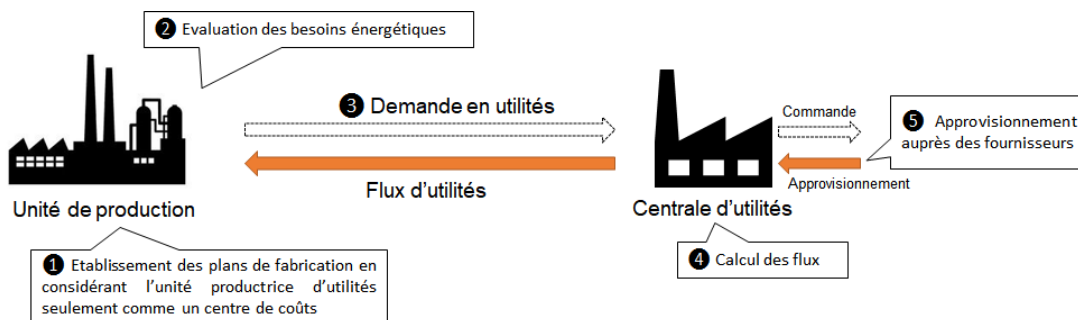 ❷ Evaluation des besoins énergétiques
❸ Demande en utilités
Flux d'utilités
Commande
Approvisionnement
❺ Approvisionnement
auprès des fournisseurs
Unité de production
Centrale d'utilités
❶ Etablissement des plans de fabrication en
considérant l'unité productrice d'utilités
seulement comme un centre de coûts
❹ Calcul des flux